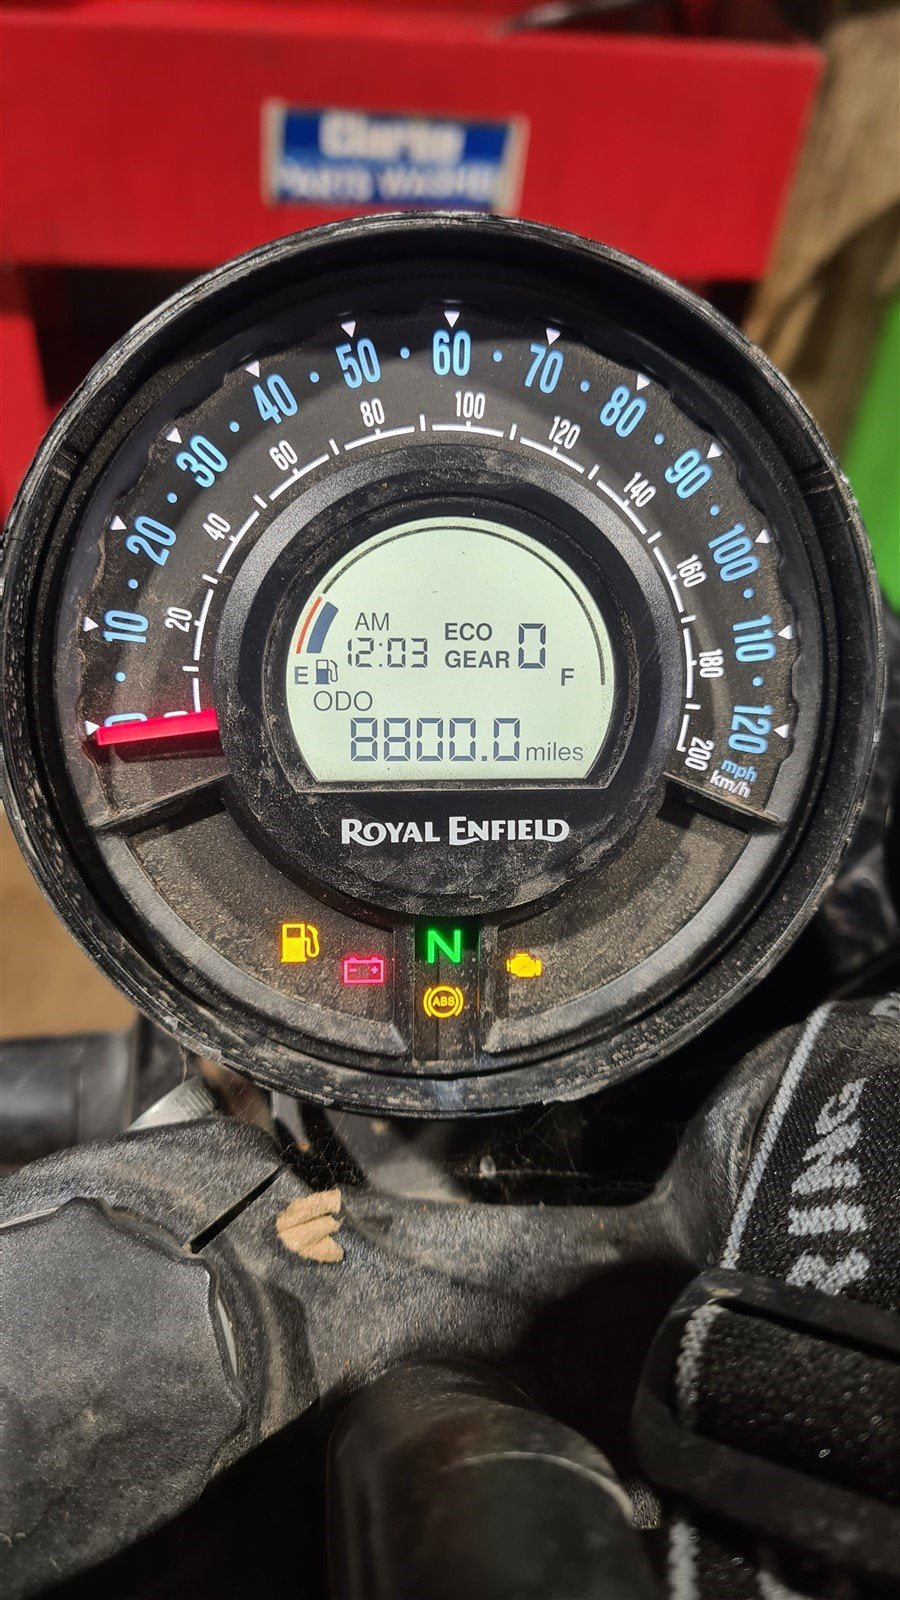 Clarke
PARTS WASHER
0 10 20 30 40 50 60 70 80 90 100 110 120
mph
20 40 60 80 100 120 140 160 180 200
km/h
AM
12:03
ECO
GEAR 0
E
F
ODO
8800.0 miles
ROYAL ENFIELD
N
ABS